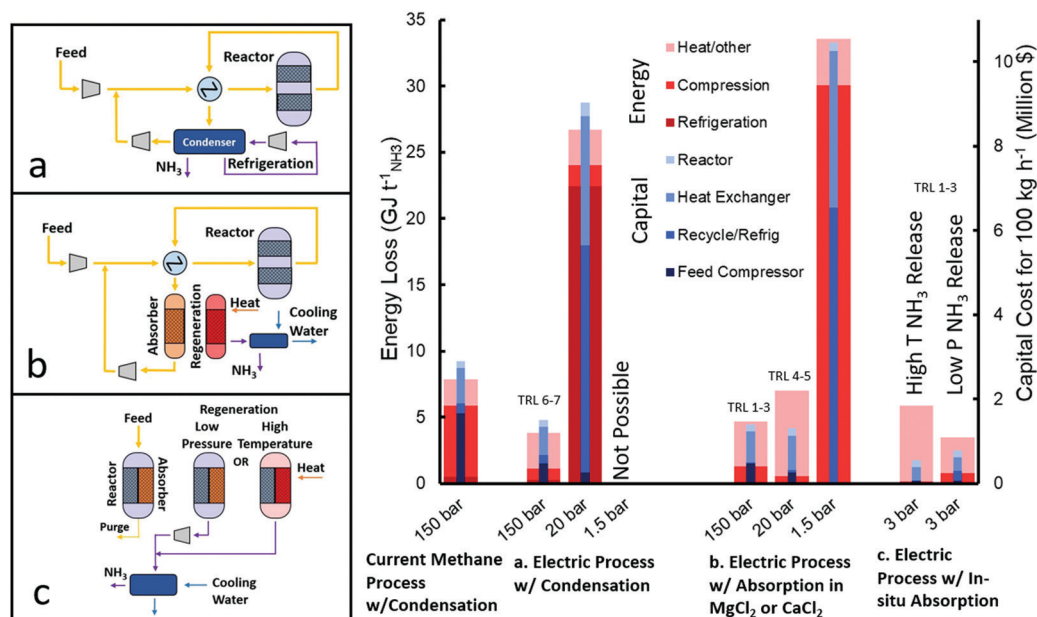 Feed
Reactor
Condenser
NH3
Refrigeration
a
Feed
Reactor
Absorber
Regeneration
Heat
Cooling
Water
NH3
b
Feed
Regeneration
Low
Pressure
OR
High
Temperature
Reactor
Absorber
Heat
Purge
NH3
Cooling
Water
c
Energy Loss (GJ t⁻¹NH3)
35
30
25
20
15
10
5
0
Energy
Heat/other
Compression
Refrigeration
Capital
Reactor
Heat Exchanger
Recycle/Refrig
Feed Compressor
TRL 6-7
Not Possible
TRL 1-3
TRL 4-5
TRL 1-3
High T NH3 Release
Low P NH3 Release
10
8
6
4
2
0
Capital Cost for 100 kg h⁻¹ (Million $)
150 bar
150 bar
20 bar
1.5 bar
150 bar
20 bar
1.5 bar
3 bar
3 bar
Current Methane
Process
w/Condensation
a. Electric Process
w/ Condensation
b. Electric Process
w/ Absorption in
MgCl2 or CaCl2
c. Electric
Process w/ In-
situ Absorption